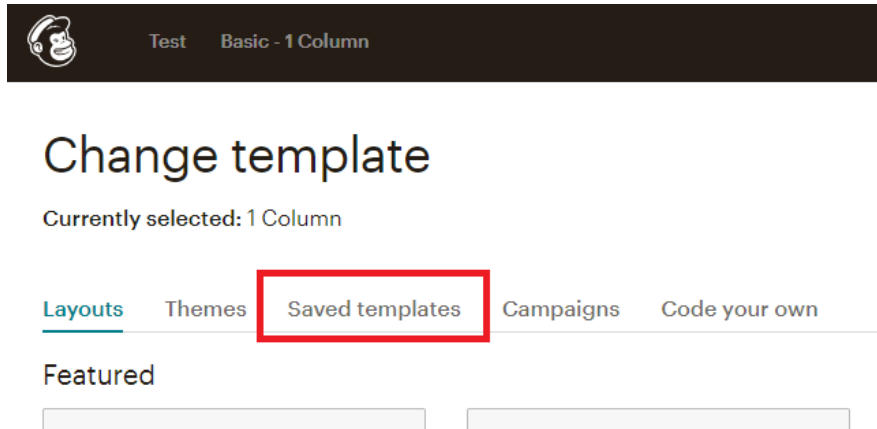 Test Basic - 1 Column
Change template
Currently selected: 1 Column
Layouts Themes Saved templates Campaigns Code your own
Featured